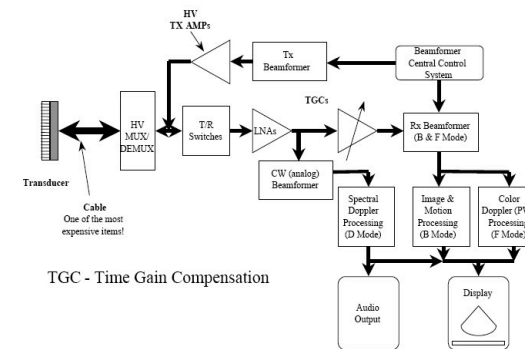 HV
TX AMPs
Tx
Beamformer
Beamformer
Central Control
System
TGCs
HV
MUX/
DEMUX
T/R
Switches
LNAs
Rx Beamformer
(B & F Mode)
Transducer
Cable
One of the most
expensive items!
CW (analog)
Beamformer
Spectral
Doppler
Processing
(D Mode)
Image &
Motion
Processing
(B Mode)
Color
Doppler (PW
Processing
(F Mode)
TGC - Time Gain Compensation
Audio
Output
Display